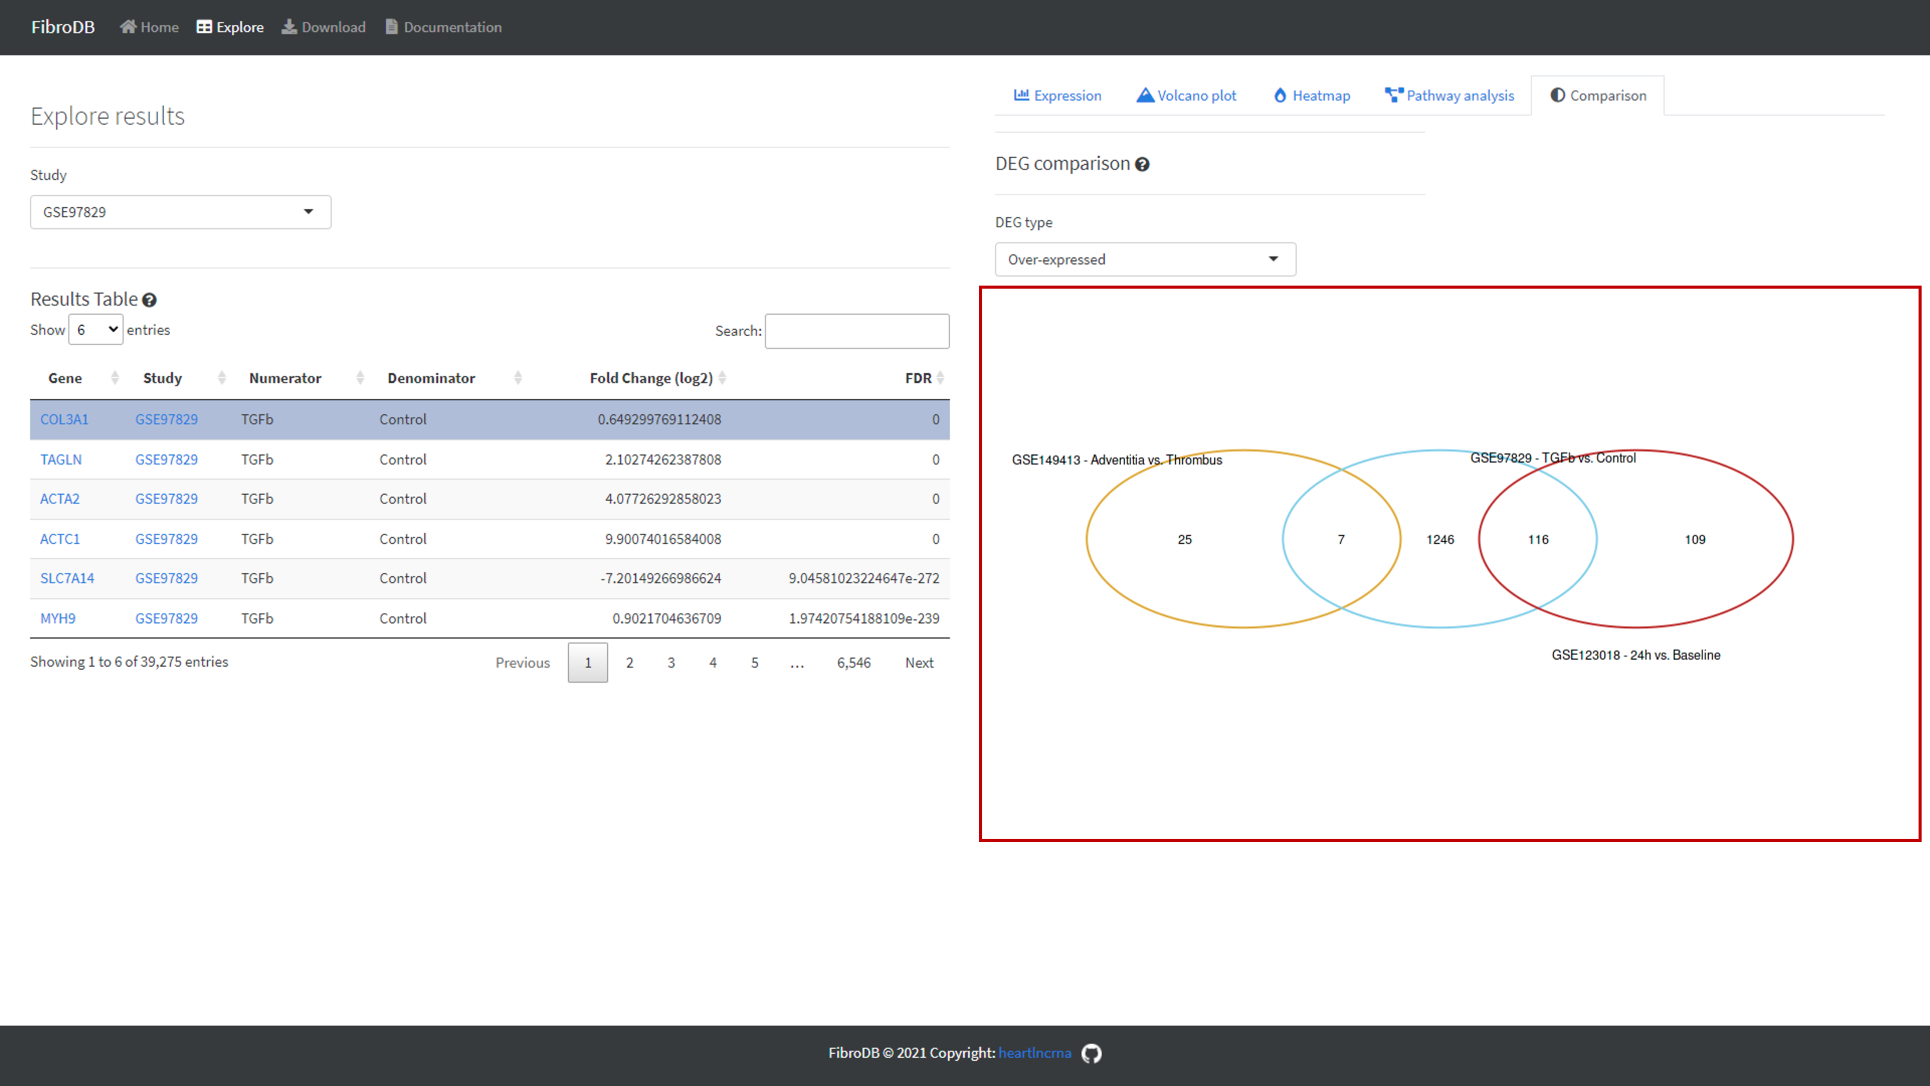 FibroDB Home Explore Download Documentation
Explore results
Study
GSE97829
Results Table
Show 6 entries
Search:
Gene Study Numerator Denominator Fold Change (log2) FDR
COL3A1 GSE97829 TGFb Control 0.649299769112408 0
TAGLN GSE97829 TGFb Control 2.10274262387808 0
ACTA2 GSE97829 TGFb Control 4.07726292858023 0
ACTC1 GSE97829 TGFb Control 9.90074016584008 0
SLC7A14 GSE97829 TGFb Control -7.20149266986624 9.04581023224647e-272
MYH9 GSE97829 TGFb Control 0.9021704636709 1.97420754188109e-239
Showing 1 to 6 of 39,275 entries
Previous 1 2 3 4 5 … 6,546 Next
Expression Volcano plot Heatmap Pathway analysis Comparison
DEG comparison
DEG type
Over-expressed
GSE149413 - Adventitia vs. Thrombus
GSE97829 - TGFb vs. Control
25 7 1246 116 109
GSE123018 - 24h vs. Baseline
FibroDB © 2021 Copyright: heartlncrna